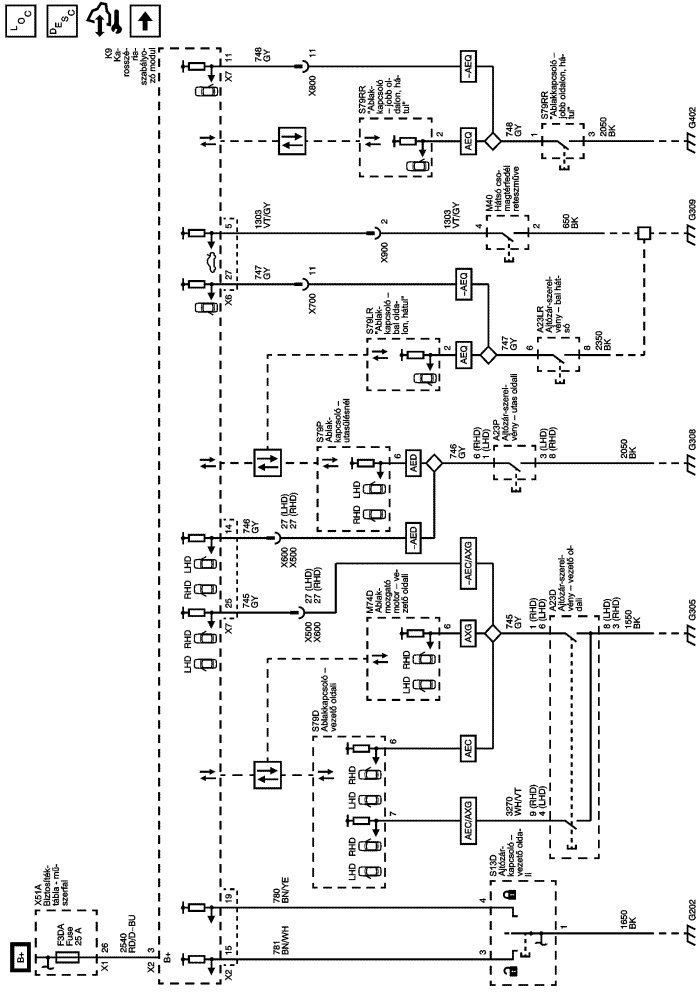 LOC
DESC
K9
Ka-
rosszé-
ria-
szabályo-
zó modul
X51A
Biztosíték-
tábla - mű-
szerfal
B+
F3DA
Fuse
25 A
26
X1
2540
RD/D-BU
3
X2
B+
11
X7
748
GY
11
X800
¬AEQ
S79RR
"Ablak-
kapcsoló
– jobb ol-
dalon, há-
tul"
2
AEQ
748
GY
1
S79RR
"Ablakkapcsoló –
jobb oldalon, há-
tul"
3
2050
BK
G402
5
1303
VT/GY
2
X900
1303
VT/GY
4
M40
Hátsó cso-
magtérfedél
reteszműve
2
650
BK
G309
27
X6
747
GY
11
X700
¬AEQ
S79LR
"Ablak-
kapcsoló –
bal olda-
lon, hátul"
2
AEQ
747
GY
6
A23LR
Ajtózár-szerel-
vény – bal hát-
só
8
2350
BK
S79P
Ablak-
kapcsoló –
utasülésnél
LHD
RHD
6
AED
746
GY
6 (RHD)
1 (LHD)
A23P
Ajtózár-szerel-
vény – utas oldali
3 (LHD)
8 (RHD)
2050
BK
G308
LHD
RHD
14
746
GY
27 (LHD)
27 (RHD)
X600
X500
¬AED
RHD
LHD
25
X7
745
GY
27 (LHD)
27 (RHD)
X500
X600
¬AEC/AXG
M74D
Ablak-
mozgató
motor – ve-
zető oldali
RHD
LHD
6
AXG
745
GY
1 (RHD)
6 (LHD)
A23D
Ajtózár-szerel-
vény – vezető ol-
dali
8 (LHD)
3 (RHD)
1550
BK
G305
S79D
Ablakkapcsoló –
vezető oldali
RHD
LHD
6
AEC
RHD
LHD
7
AEC/AXG
3270
WH/VT
9 (RHD)
4 (LHD)
19
780
BN/YE
4
S13D
Ajtózár-
kapcsoló –
vezető olda-
li
15
X2
781
BN/WH
3
1
1650
BK
G202